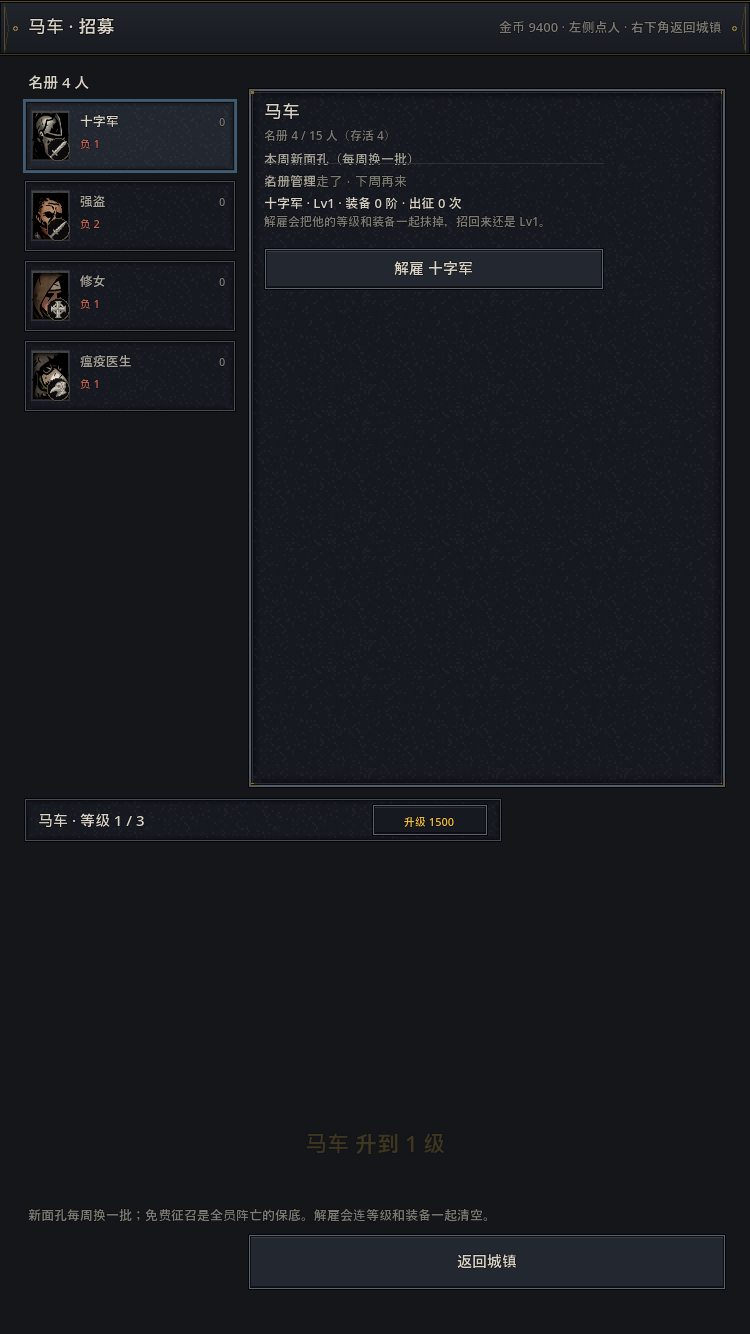 马车 · 招募
金币 9400 · 左侧点人 · 右下角返回城镇
名册 4 人
十字军
0
负 1
强盗
0
负 2
修女
0
负 1
瘟疫医生
0
负 1
马车
名册 4 / 15 人（存活 4）
本周新面孔（每周换一批）
名册管理走了 · 下周再来
十字军 · Lv1 · 装备 0 阶 · 出征 0 次
解雇会把他的等级和装备一起抹掉，招回来还是 Lv1。
解雇 十字军
马车 · 等级 1 / 3
升级 1500
马车 升到 1 级
新面孔每周换一批；免费征召是全员阵亡的保底。解雇会连等级和装备一起清空。
返回城镇